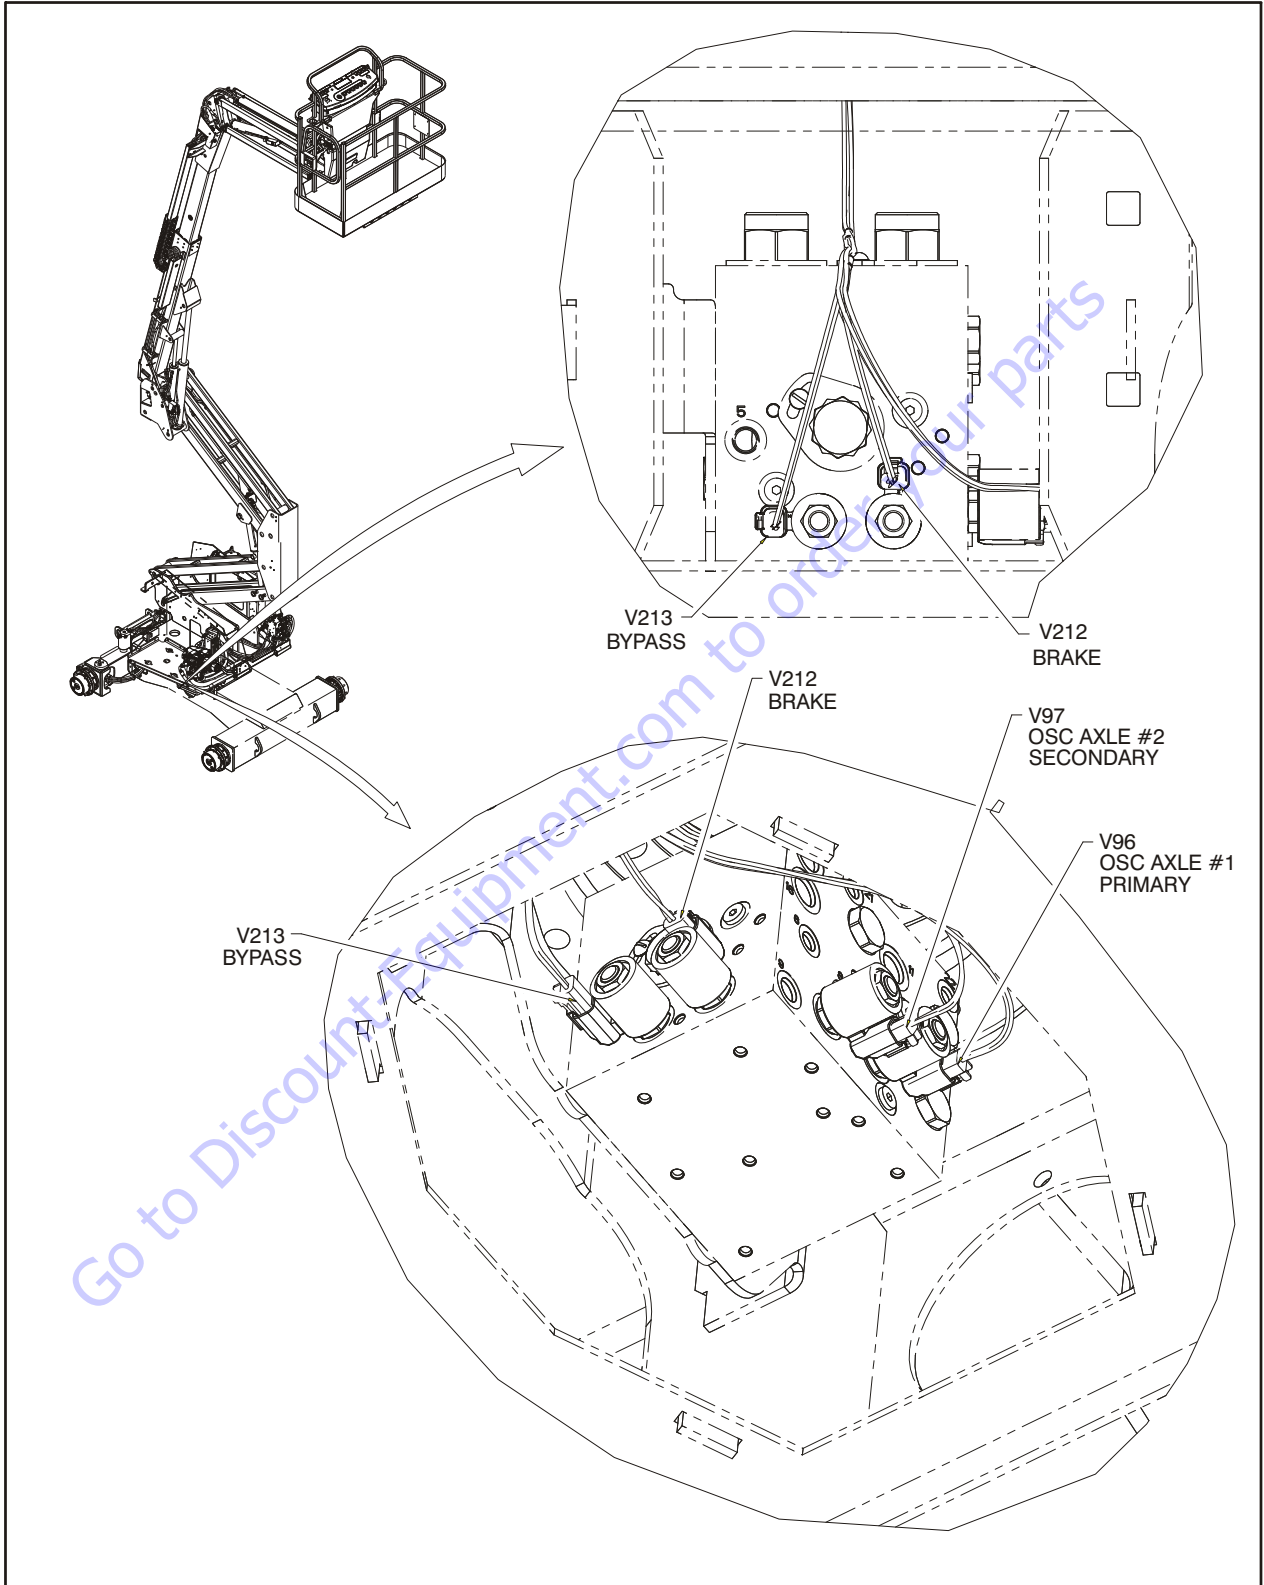 5
V213
BYPASS
V212
BRAKE
V212
BRAKE
V97
OSC AXLE #2
SECONDARY
V96
OSC AXLE #1
PRIMARY
V213
BYPASS
Go to Discount-Equipment.com to order your parts